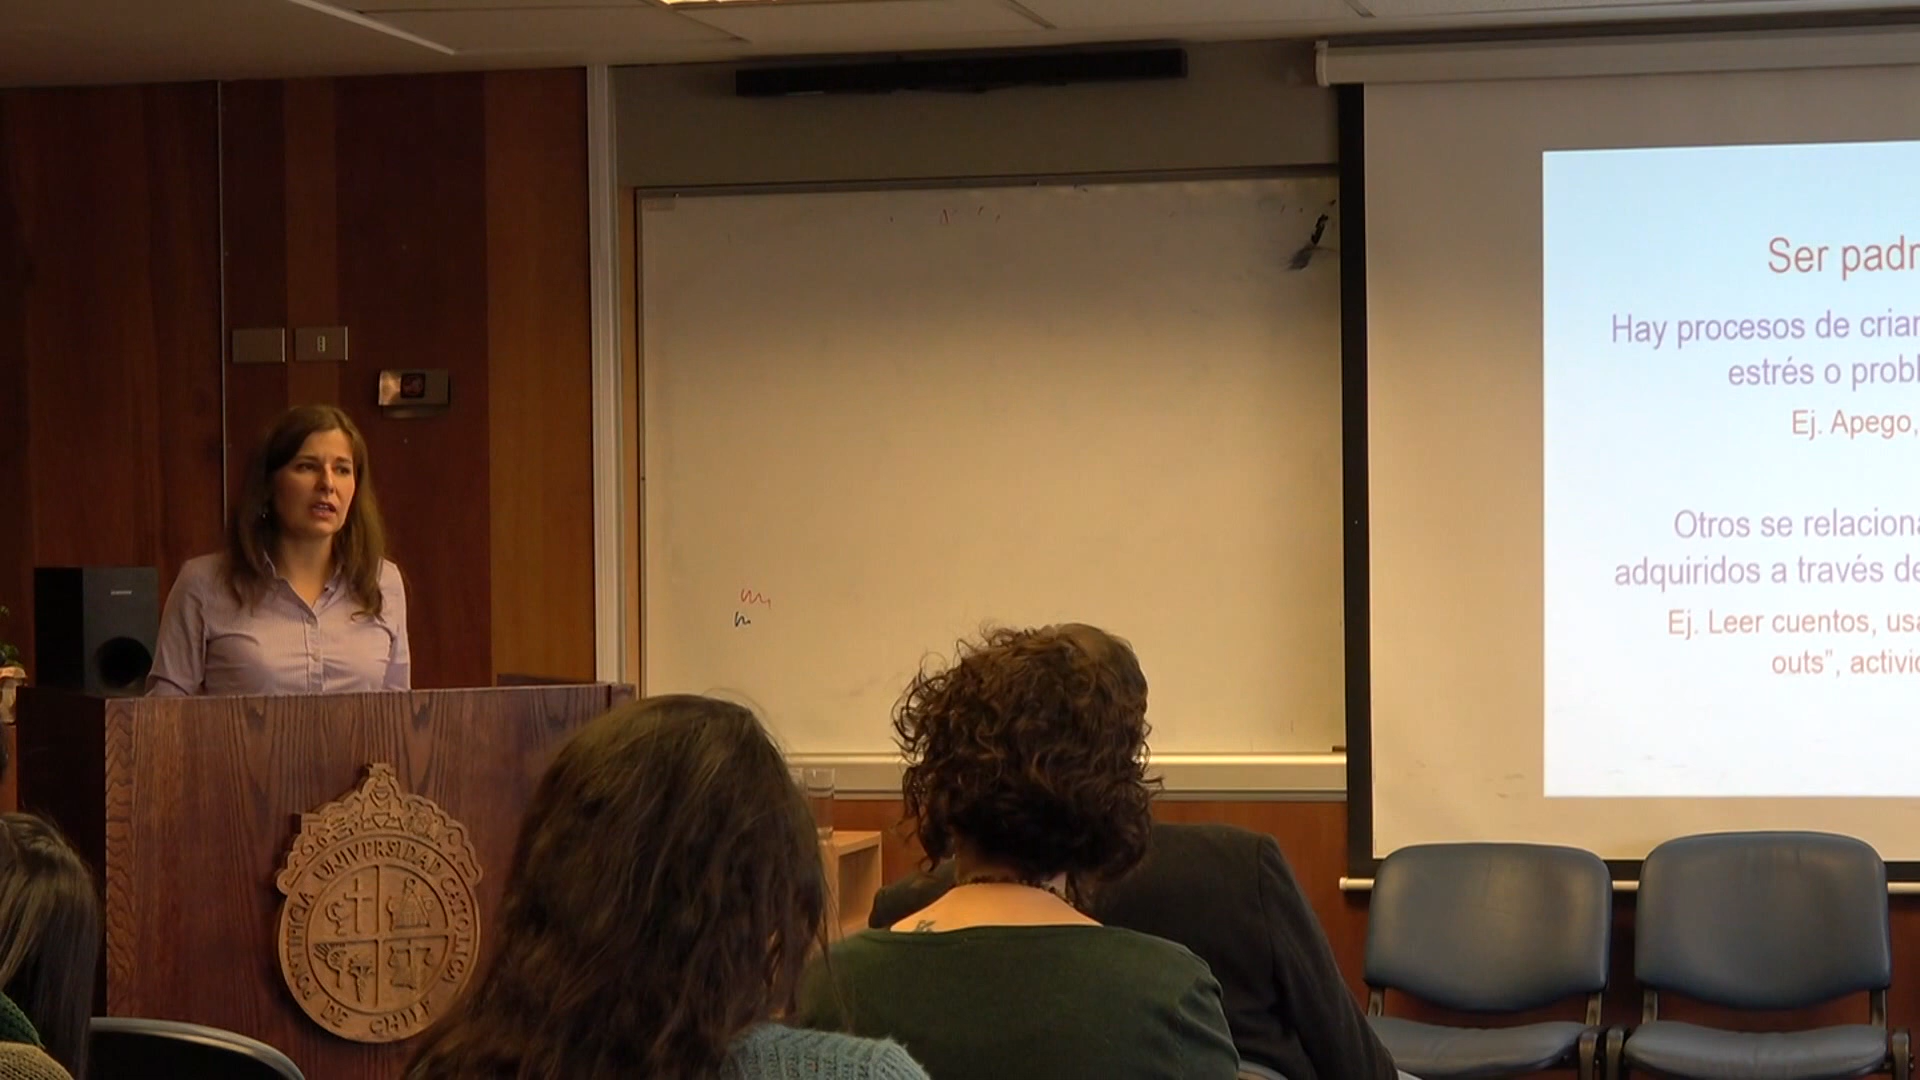 Ser padr
Hay procesos de crian
estrés o probl
Ej. Apego,
Otros se relaciona
adquiridos a través de
Ej. Leer cuentos, usa
outs", activid
PONTIFICIA UNIVERSIDAD CATOLICA
DE CHILE
SAMSUNG